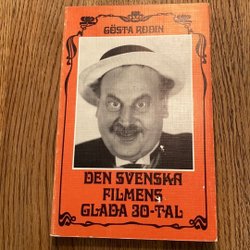 GÖSTA RODIN
DEN SVENSKA
FILMENS
GLADA 30-TAL